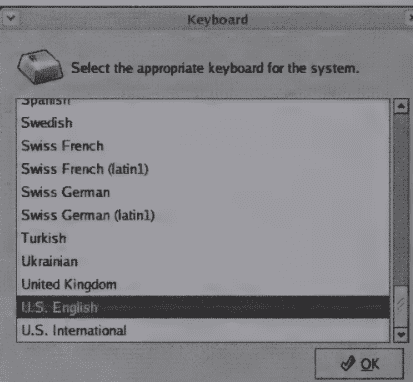 Keyboard
Select the appropriate keyboard for the system.
Spanish
Swedish
Swiss French
Swiss French (latin1)
Swiss German
Swiss German (latin1)
Turkish
Ukrainian
United Kingdom
U.S. English
U.S. International
OK